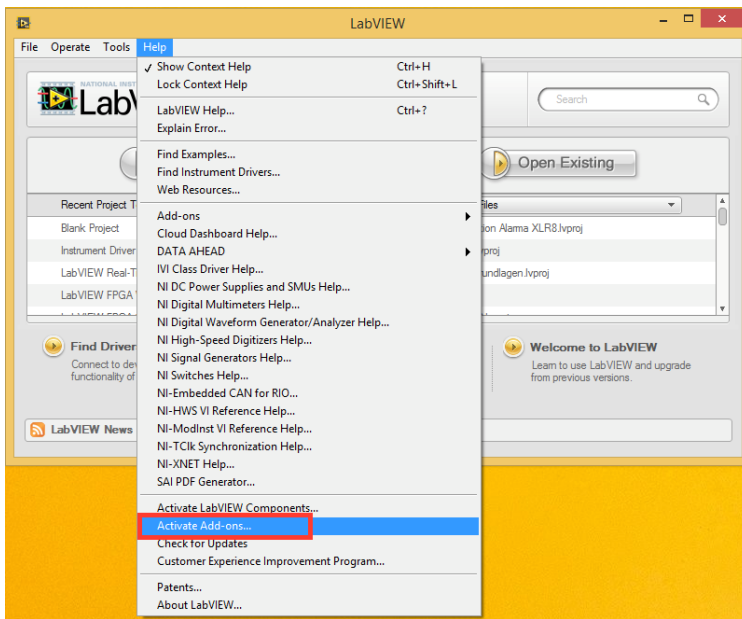 LabVIEW
File Operate Tools Help
✓ Show Context Help Ctrl+H
Lock Context Help Ctrl+Shift+L
LabVIEW Help... Ctrl+?
Explain Error...
Find Examples...
Find Instrument Drivers...
Web Resources...
Add-ons
Cloud Dashboard Help...
DATA AHEAD
IVI Class Driver Help...
NI DC Power Supplies and SMUs Help...
NI Digital Multimeters Help...
NI Digital Waveform Generator/Analyzer Help...
NI High-Speed Digitizers Help...
NI Signal Generators Help...
NI Switches Help...
NI-Embedded CAN for RIO...
NI-HWS VI Reference Help...
NI-ModInst VI Reference Help...
NI-TClk Synchronization Help...
NI-XNET Help...
SAI PDF Generator...
Activate LabVIEW Components...
Activate Add-ons...
Check for Updates
Customer Experience Improvement Program...
Patents...
About LabVIEW...
NATIONAL INST
LabV
Search
Open Existing
Recent Project T
Files
Blank Project
ion Alarma XLR8.lvproj
Instrument Driver
vproj
LabVIEW Real-T
undlagen.lvproj
LabVIEW FPGA
Find Driver
Connect to dev
functionality of
Welcome to LabVIEW
Learn to use LabVIEW and upgrade
from previous versions.
LabVIEW News